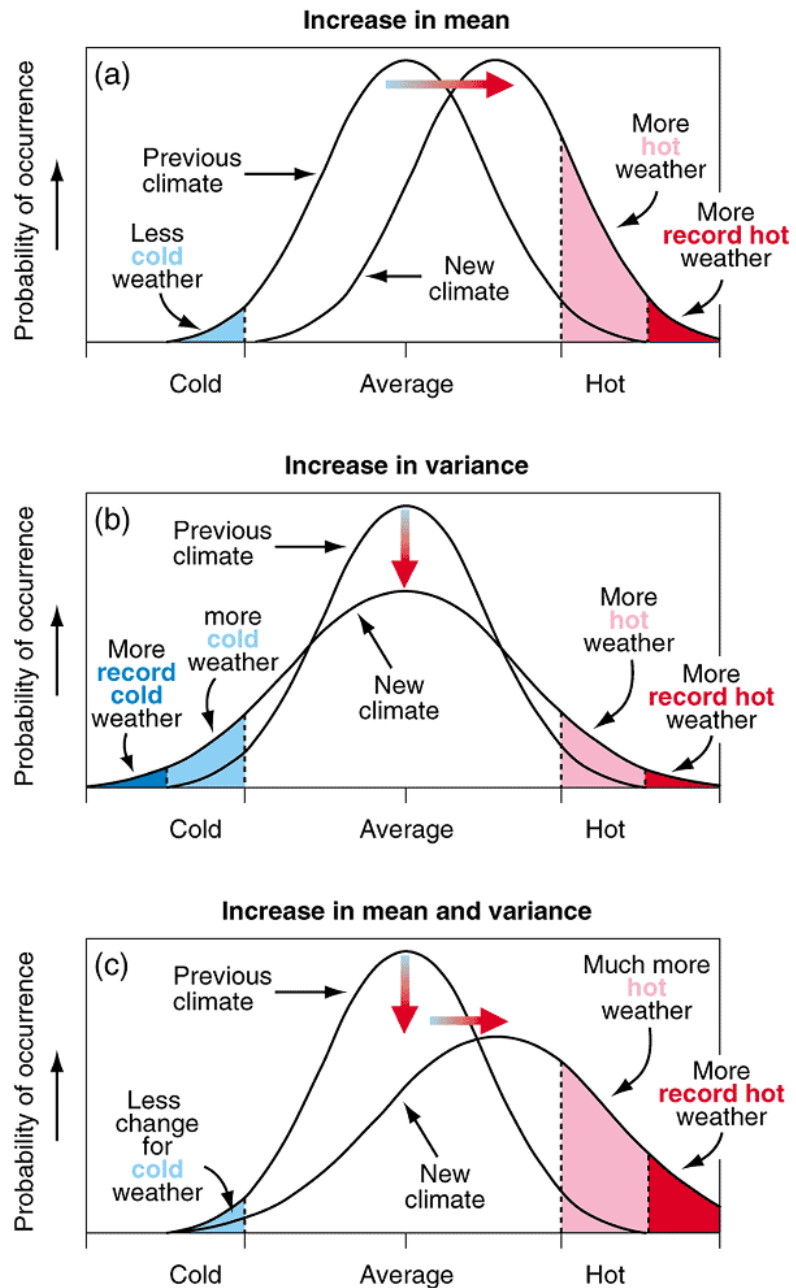 Increase in mean
(a)
Probability of occurrence
Previous
climate
Less
cold
weather
New
climate
More
hot
weather
More
record hot
weather
Cold
Average
Hot
Increase in variance
(b)
Probability of occurrence
Previous
climate
more
cold
weather
More
record
cold
weather
New
climate
More
hot
weather
More
record hot
weather
Cold
Average
Hot
Increase in mean and variance
(c)
Probability of occurrence
Previous
climate
Less
change
for
cold
weather
New
climate
Much more
hot
weather
More
record hot
weather
Cold
Average
Hot